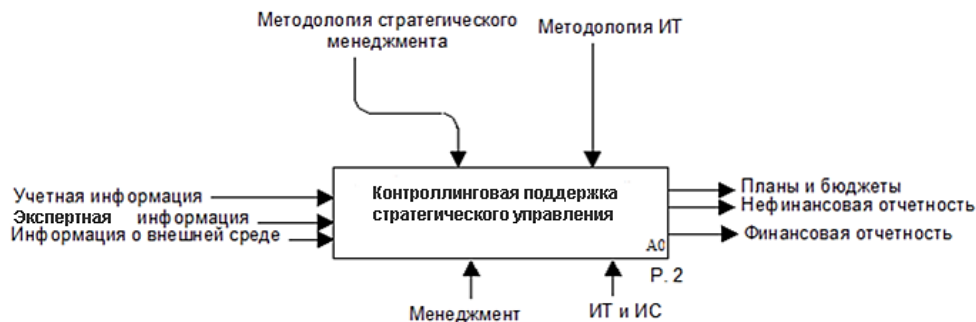 Методология стратегического
менеджмента
Методология ИТ
Учетная информация
Экспертная информация
Информация о внешней среде
Контроллинговая поддержка
стратегического управления
A0
P. 2
Планы и бюджеты
Нефинансовая отчетность
Финансовая отчетность
Менеджмент
ИТ и ИС